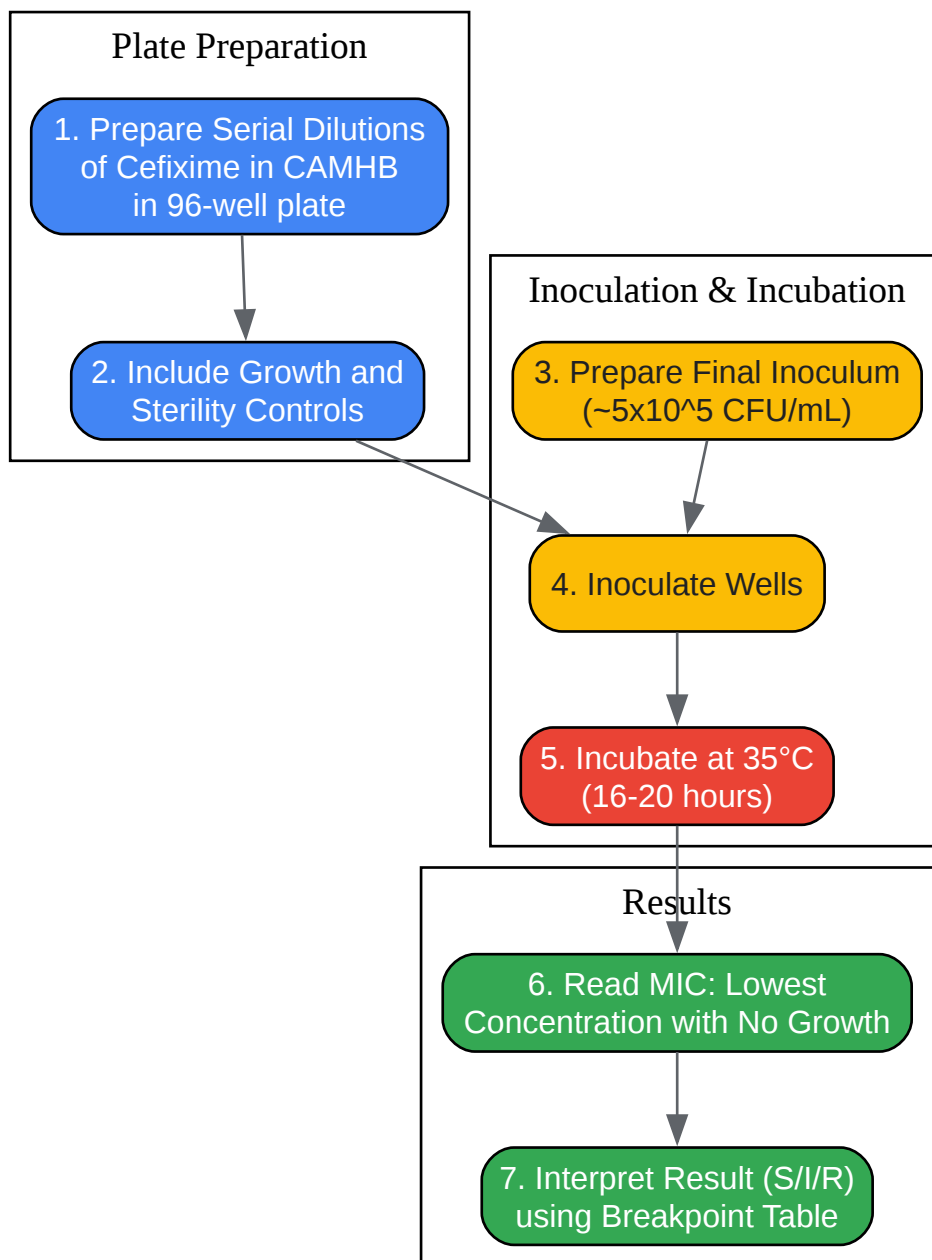 Plate Preparation
1. Prepare Serial Dilutions
of Cefixime in CAMHB
in 96-well plate
2. Include Growth and
Sterility Controls
Inoculation & Incubation
3. Prepare Final Inoculum
(~5x10^5 CFU/mL)
4. Inoculate Wells
5. Incubate at 35°C
(16-20 hours)
Results
6. Read MIC: Lowest
Concentration with No Growth
7. Interpret Result (S/I/R)
using Breakpoint Table